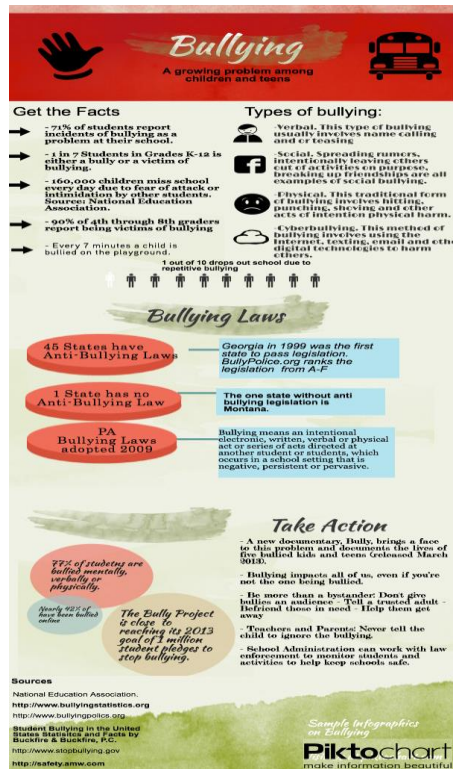 Bullying
A growing problem among
children and teens
Get the Facts
- 71% of students report
incidents of bullying as a
problem at their school.
- 1 in 7 Students in Grades K-12 is
either a bully or a victim of
bullying.
- 160,000 children miss school
every day due to fear of attack or
intimidation by other students.
Source: National Education
Association.
- 90% of 4th through 8th graders
report being victims of bullying
- Every 7 minutes a child is
bullied on the playground.
Types of bullying:
-Verbal. This type of bullying
usually involves name calling
and or teasing
-Social. Spreading rumors,
intentionally leaving others
out of activities on purpose,
breaking up friendships are all
examples of social bullying.
-Physical. This traditional form
of bullying involves hitting,
punching, shoving and other
acts of intention physical harm.
-Cyberbullying. This method of
bullying involves using the
Internet, texting, email and othe
digital technologies to harm
others.
1 out of 10 drops out school due to
repetitive bullying
Bullying Laws
45 States have
Anti-Bullying Laws
Georgia in 1999 was the first
state to pass legislation.
BullyPolice.org ranks the
legislation from A-F
1 State has no
Anti-Bullying Law
The one state without anti
bullying legislation is
Montana.
PA
Bullying Laws
adopted 2009
Bullying means an intentional
electronic, written, verbal or physical
act or series of acts directed at
another student or students, which
occurs in a school setting that is
negative, persistent or pervasive.
77% of studetns are
bullied mentally,
verbally or
physically.
Nearly 42% of
have been bullied
online
The Bully Project
is close to
reaching its 2013
goal of 1 million
student pledges to
stop bullying.
Take Action
- A new documentary, Bully, brings a face
to this problem and documents the lives of
five bullied kids and teens (released March
2013).
- Bullying impacts all of us, even if you're
not the one being bullied.
- Be more than a bystander: Don't give
bullies an audience - Tell a trusted adult -
Befriend those in need - Help them get
away
- Teachers and Parents: Never tell the
child to ignore the bullying.
- School Administration can work with law
enforcement to monitor students and
activities to help keep schools safe.
Sources
National Education Association.
http://www.bullyingstatistics.org
http://www.bullyingpolics.org
Student Bullying in the United
States Statisitcs and Facts by
Buckfire & Buckfire, P.C.
http://www.stopbullying.gov
http://safety.amw.com
Sample Infographics
on Bullying
Piktochart
make information beautiful